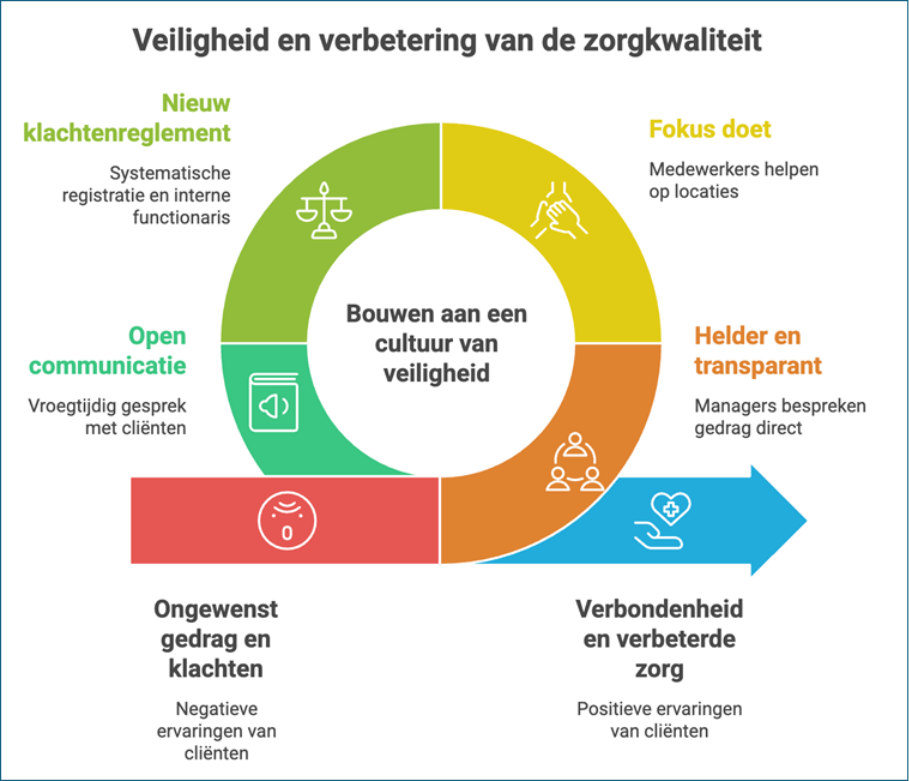 Veiligheid en verbetering van de zorgkwaliteit
Nieuw
klachtenreglement
Systematische
registratie en interne
functionaris
Fokus doet
Medewerkers helpen
op locaties
Bouwen aan een
cultuur van
veiligheid
Open
communicatie
Vroegtijdig gesprek
met cliënten
Helder en
transparant
Managers bespreken
gedrag direct
Ongewenst
gedrag en
klachten
Negatieve
ervaringen van
cliënten
Verbondenheid
en verbeterde
zorg
Positieve ervaringen
van cliënten